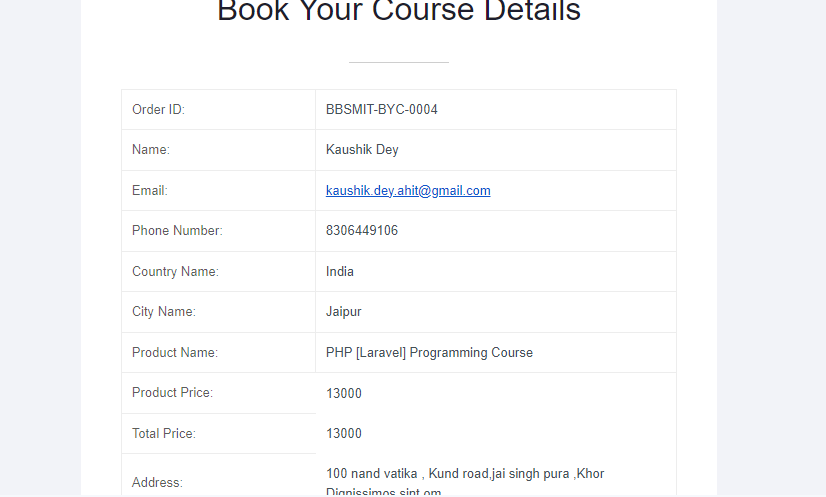 Book Your Course Details
Order ID: BBSMIT-BYC-0004
Name: Kaushik Dey
Email: kaushik.dey.ahit@gmail.com
Phone Number: 8306449106
Country Name: India
City Name: Jaipur
Product Name: PHP [Laravel] Programming Course
Product Price: 13000
Total Price: 13000
Address: 100 nand vatika , Kund road,jai singh pura ,Khor
Dignissimos sint om